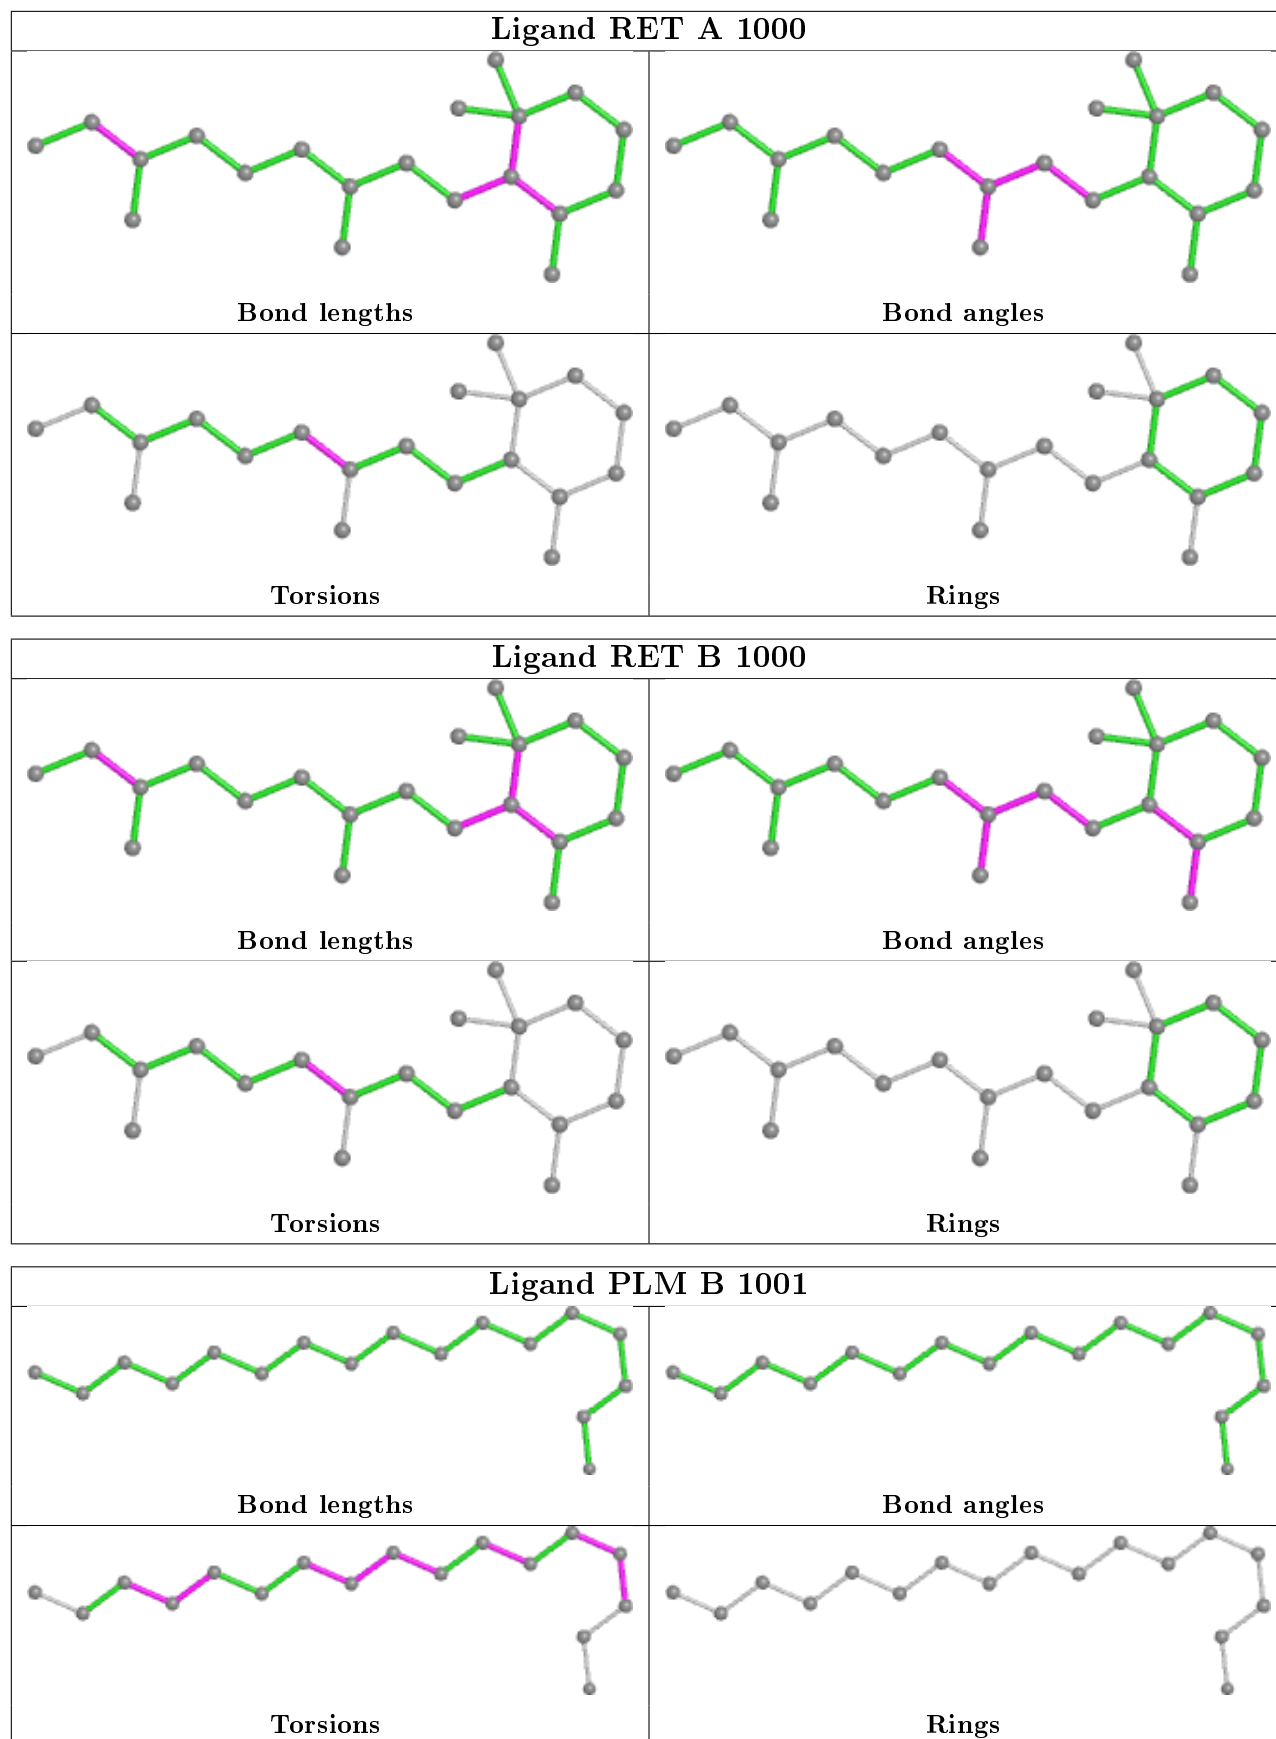 Ligand RET A 1000
Bond lengths
Bond angles
Torsions
Rings
Ligand RET B 1000
Bond lengths
Bond angles
Torsions
Rings
Ligand PLM B 1001
Bond lengths
Bond angles
Torsions
Rings